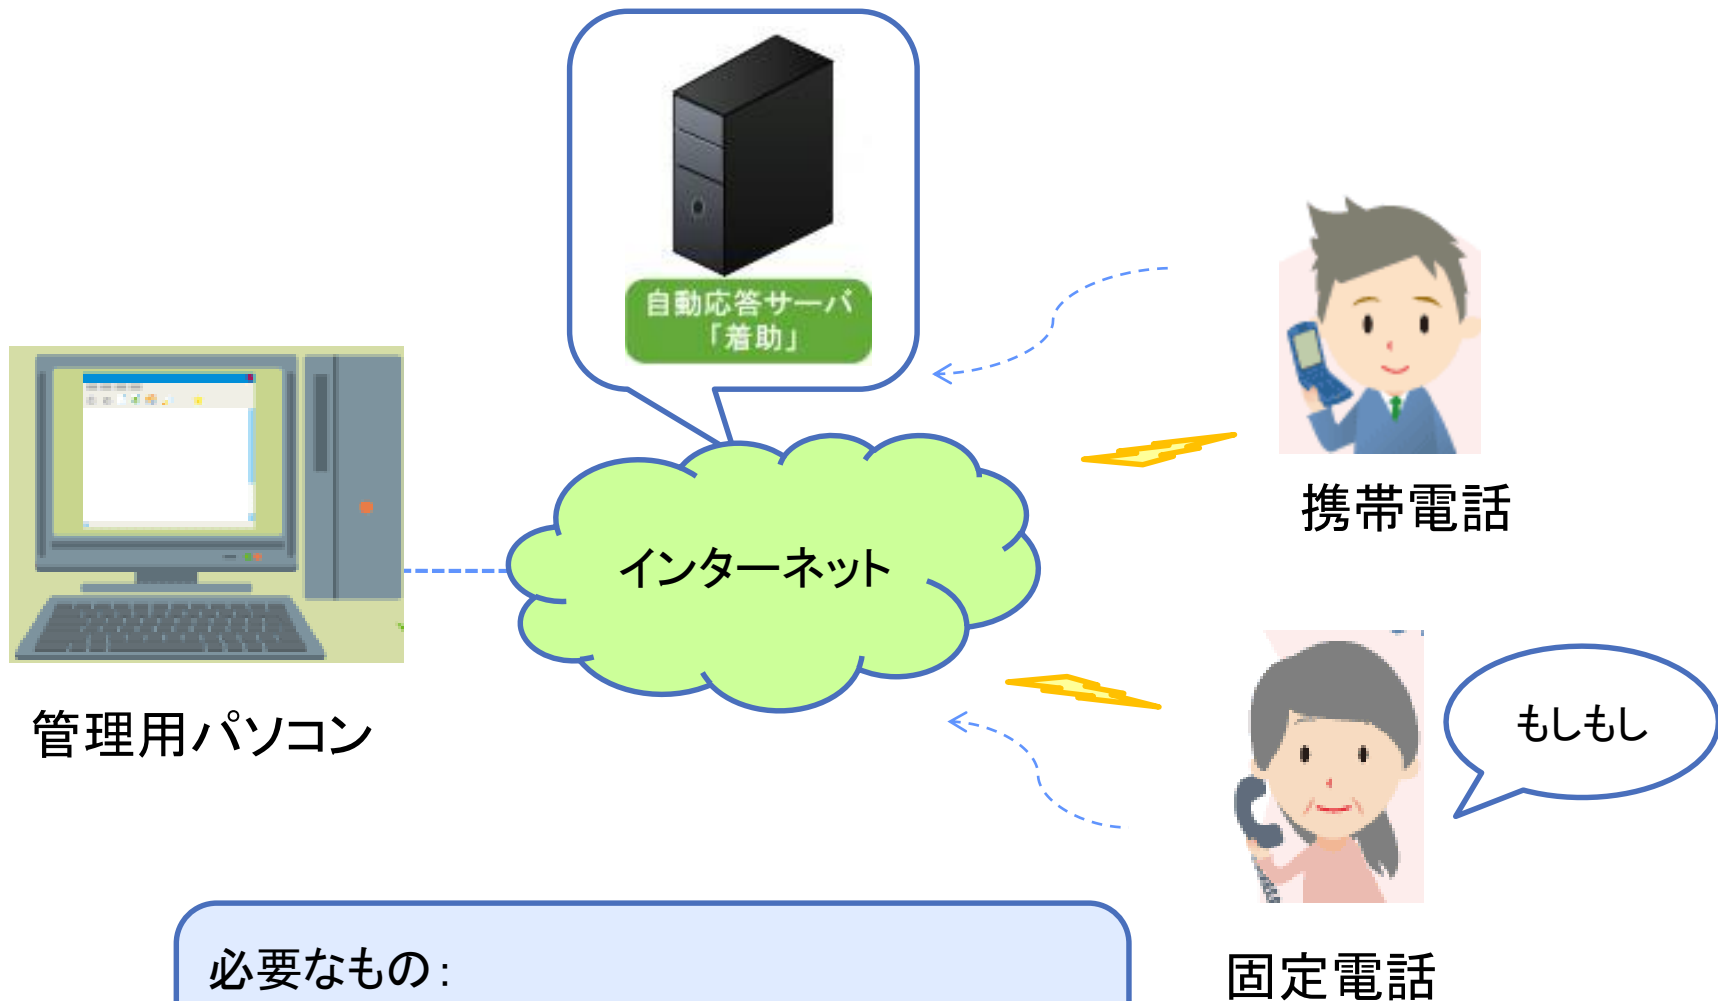 自動応答サーバ
「着助」
携帯電話
インターネット
管理用パソコン
もしもし
固定電話
必要なもの：